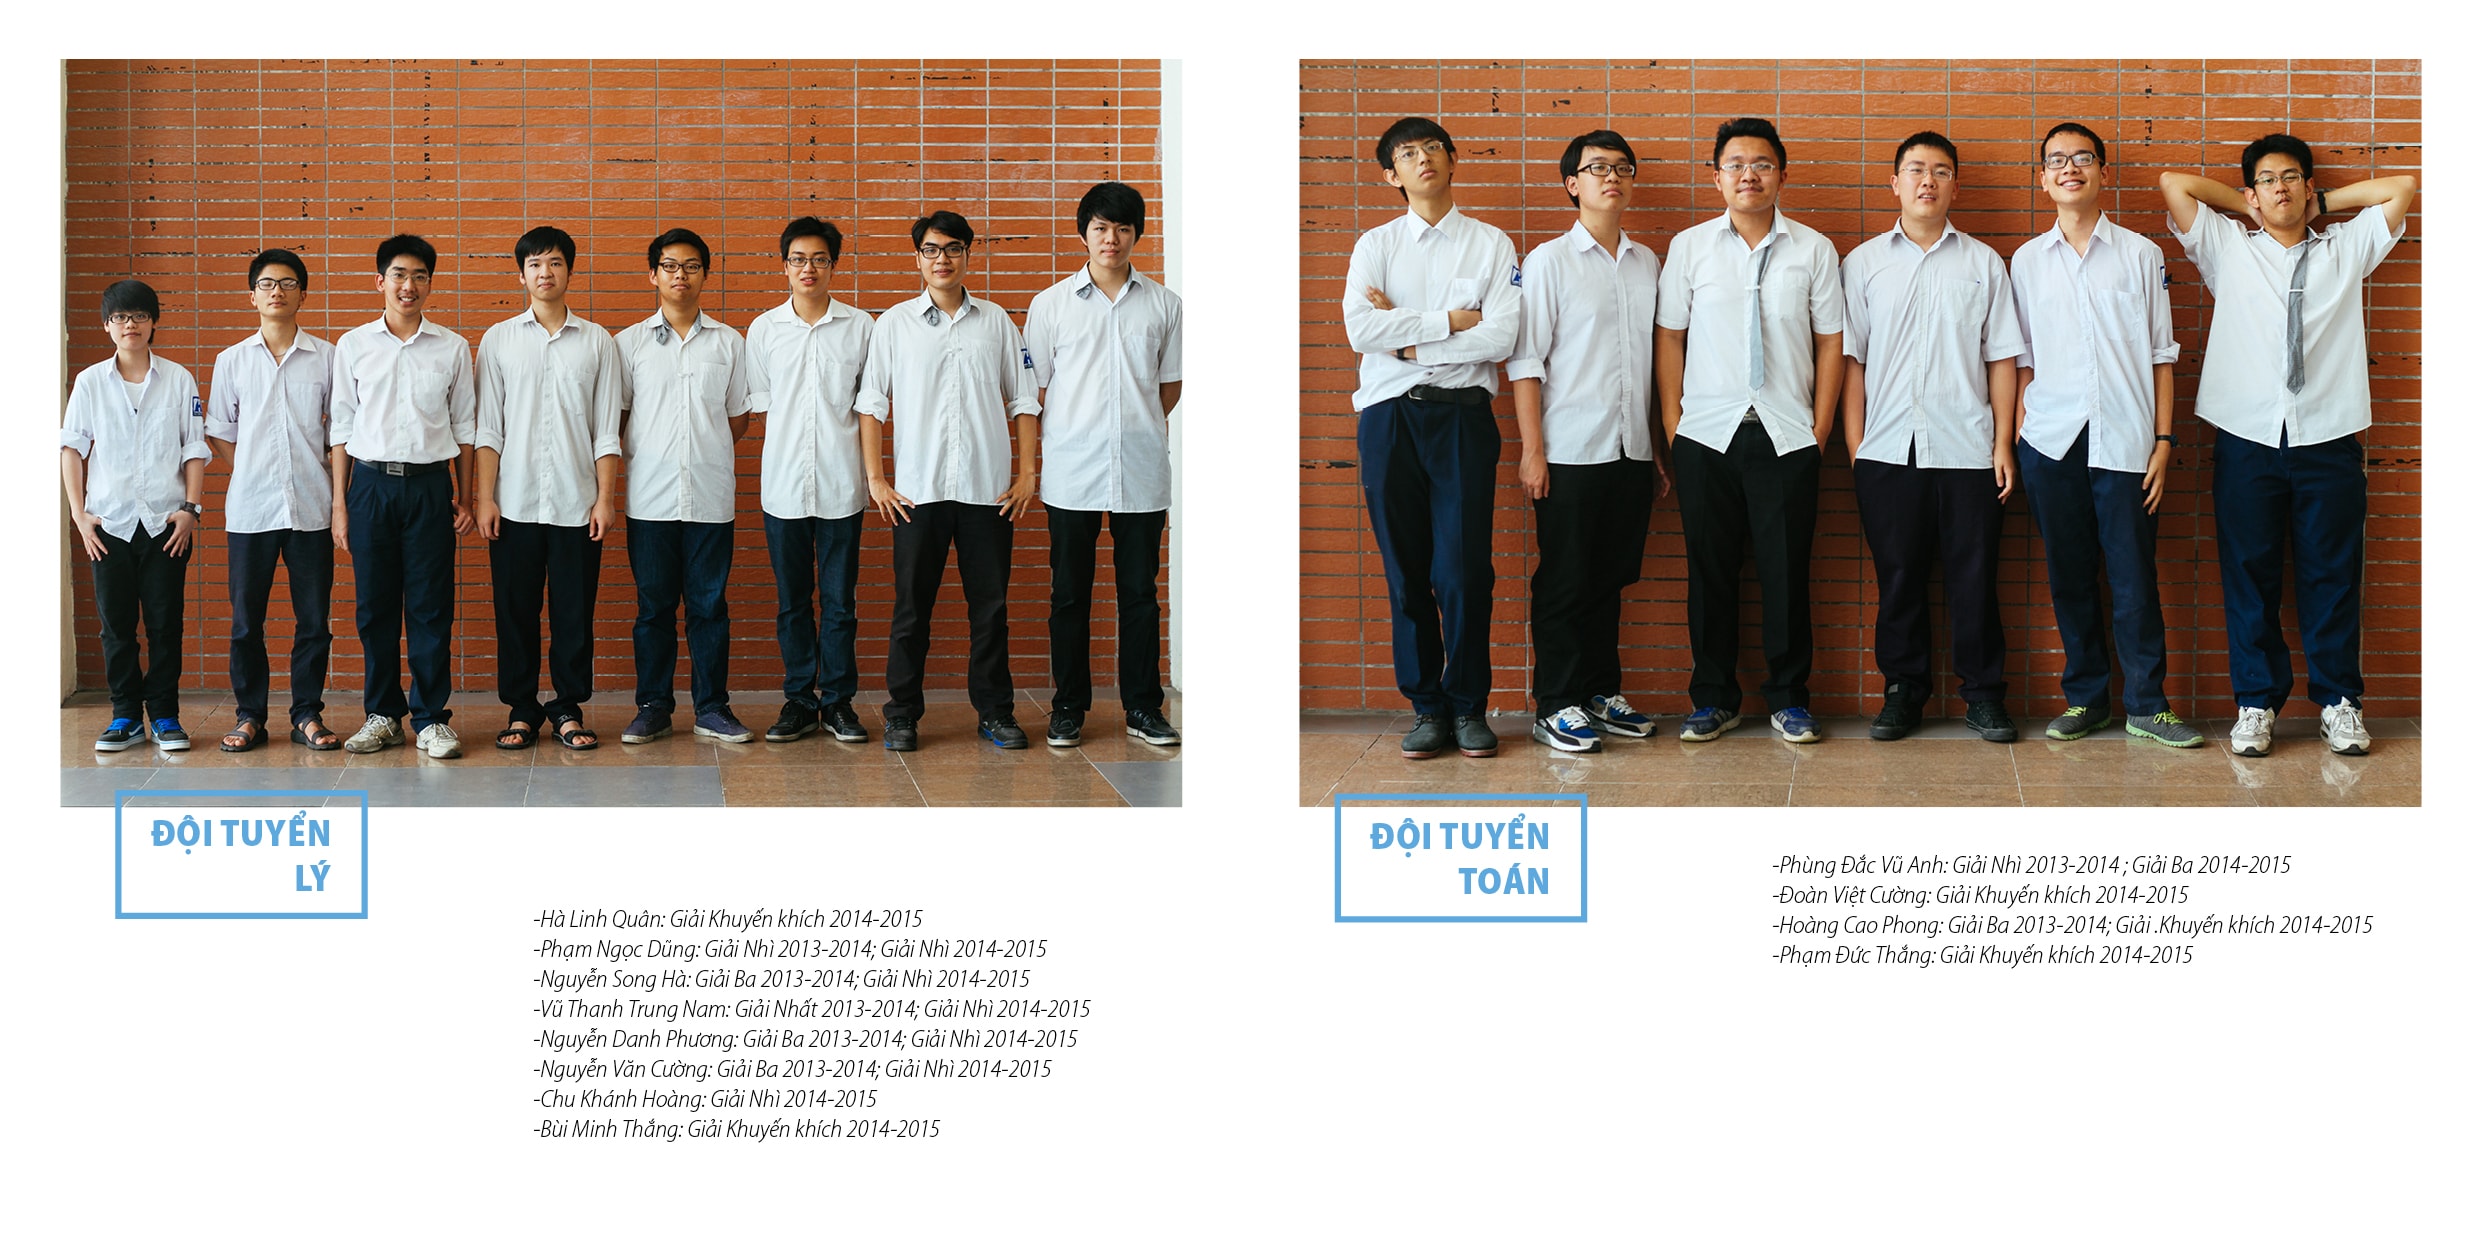 ĐỘI TUYỂN
LÝ
-Hà Linh Quân: Giải Khuyến khích 2014-2015
-Phạm Ngọc Dũng: Giải Nhì 2013-2014; Giải Nhì 2014-2015
-Nguyễn Song Hà: Giải Ba 2013-2014; Giải Nhì 2014-2015
-Vũ Thanh Trung Nam: Giải Nhất 2013-2014; Giải Nhì 2014-2015
-Nguyễn Danh Phương: Giải Ba 2013-2014; Giải Nhì 2014-2015
-Nguyễn Văn Cường: Giải Ba 2013-2014; Giải Nhì 2014-2015
-Chu Khánh Hoàng: Giải Nhì 2014-2015
-Bùi Minh Thắng: Giải Khuyến khích 2014-2015
ĐỘI TUYỂN
TOÁN
-Phùng Đắc Vũ Anh: Giải Nhì 2013-2014 ; Giải Ba 2014-2015
-Đoàn Việt Cường: Giải Khuyến khích 2014-2015
-Hoàng Cao Phong: Giải Ba 2013-2014; Giải .Khuyến khích 2014-2015
-Phạm Đức Thắng: Giải Khuyến khích 2014-2015